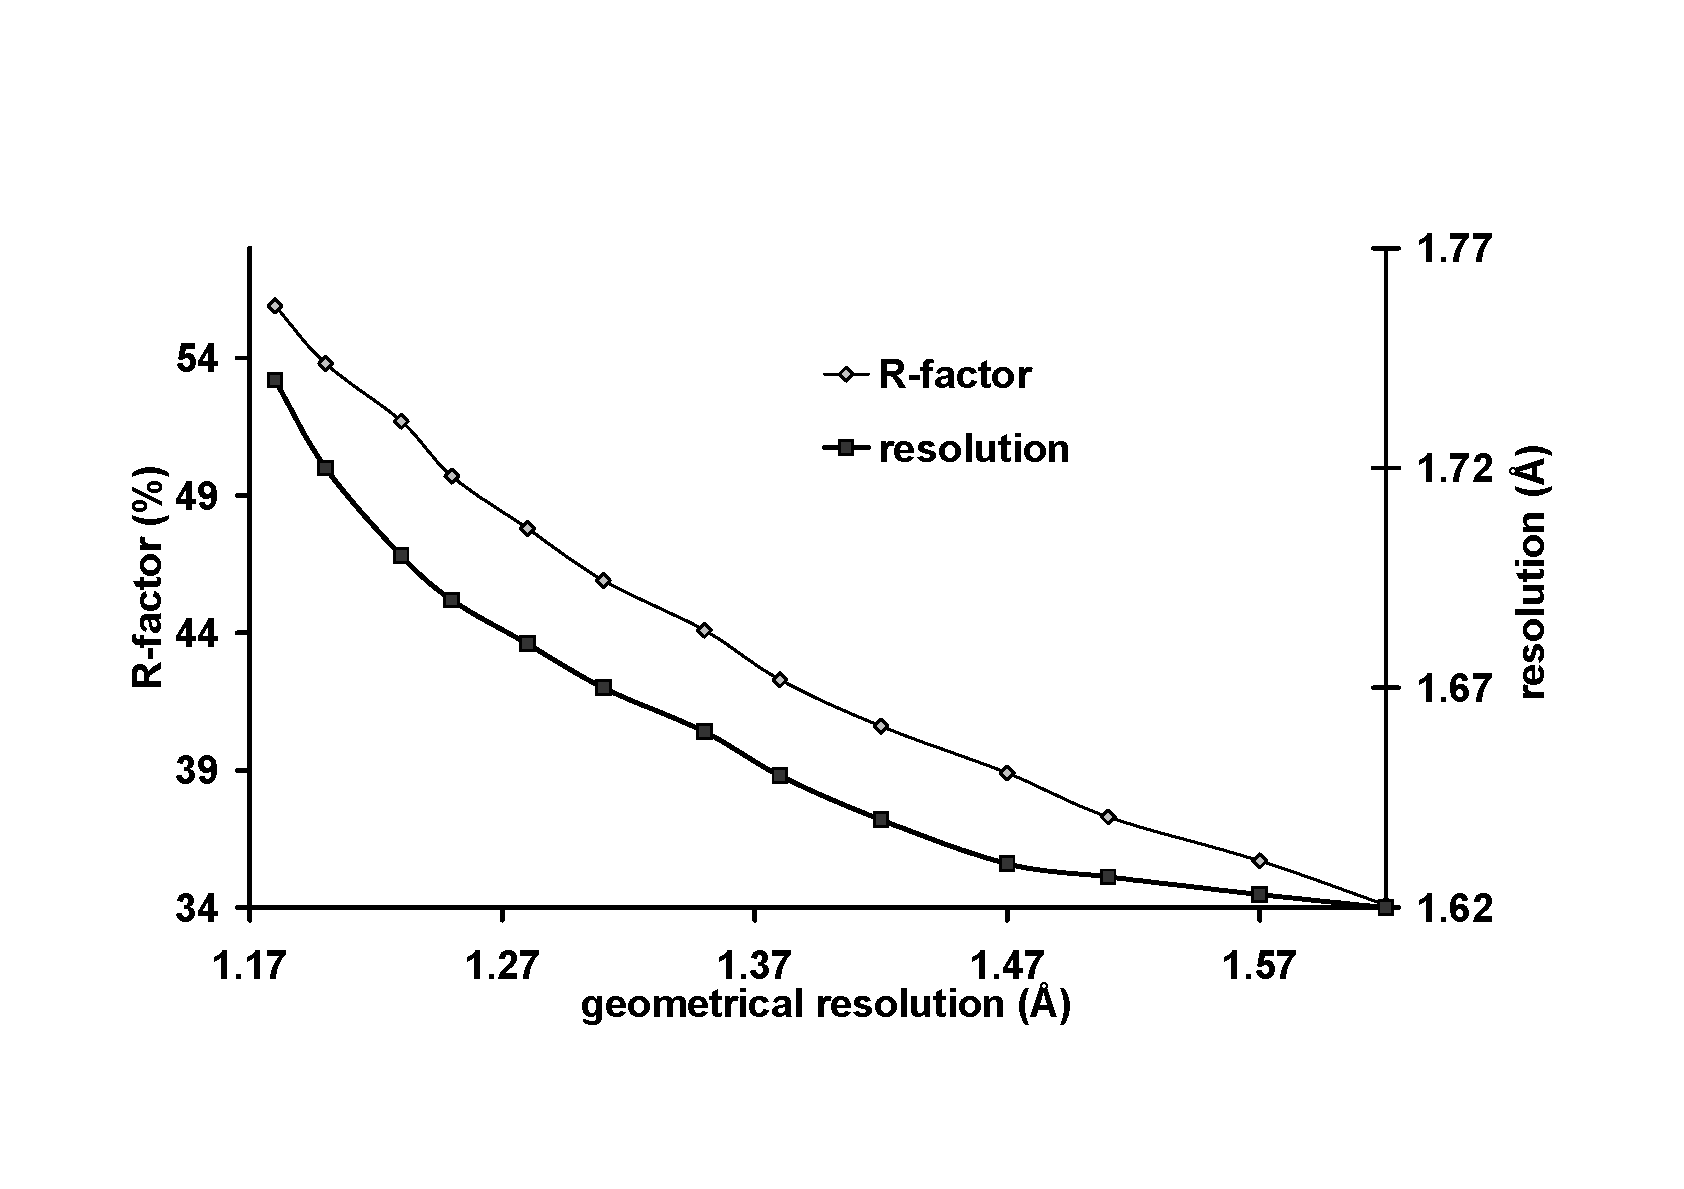 R-factor (%)
54
49
44
39
34
1.17 1.27 1.37 1.47 1.57
geometrical resolution (Å)
R-factor
resolution
1.77
1.72
1.67
1.62
resolution (Å)